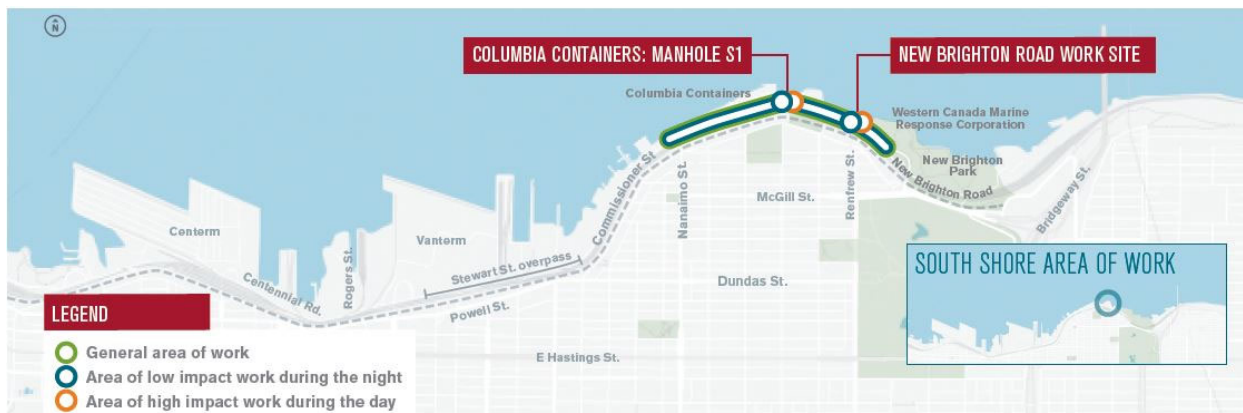 N
COLUMBIA CONTAINERS: MANHOLE S1
NEW BRIGHTON ROAD WORK SITE
Columbia Containers
Western Canada Marine
Response Corporation
New Brighton
Park
New Brighton Road
Bridgeway St.
Commissioner St.
Nanaimo St.
McGill St.
Renfrew St.
Centerm
Vanterm
Rogers St.
Centennial Rd.
Stewart St. overpass
Powell St.
Dundas St.
E Hastings St.
SOUTH SHORE AREA OF WORK
LEGEND
General area of work
Area of low impact work during the night
Area of high impact work during the day